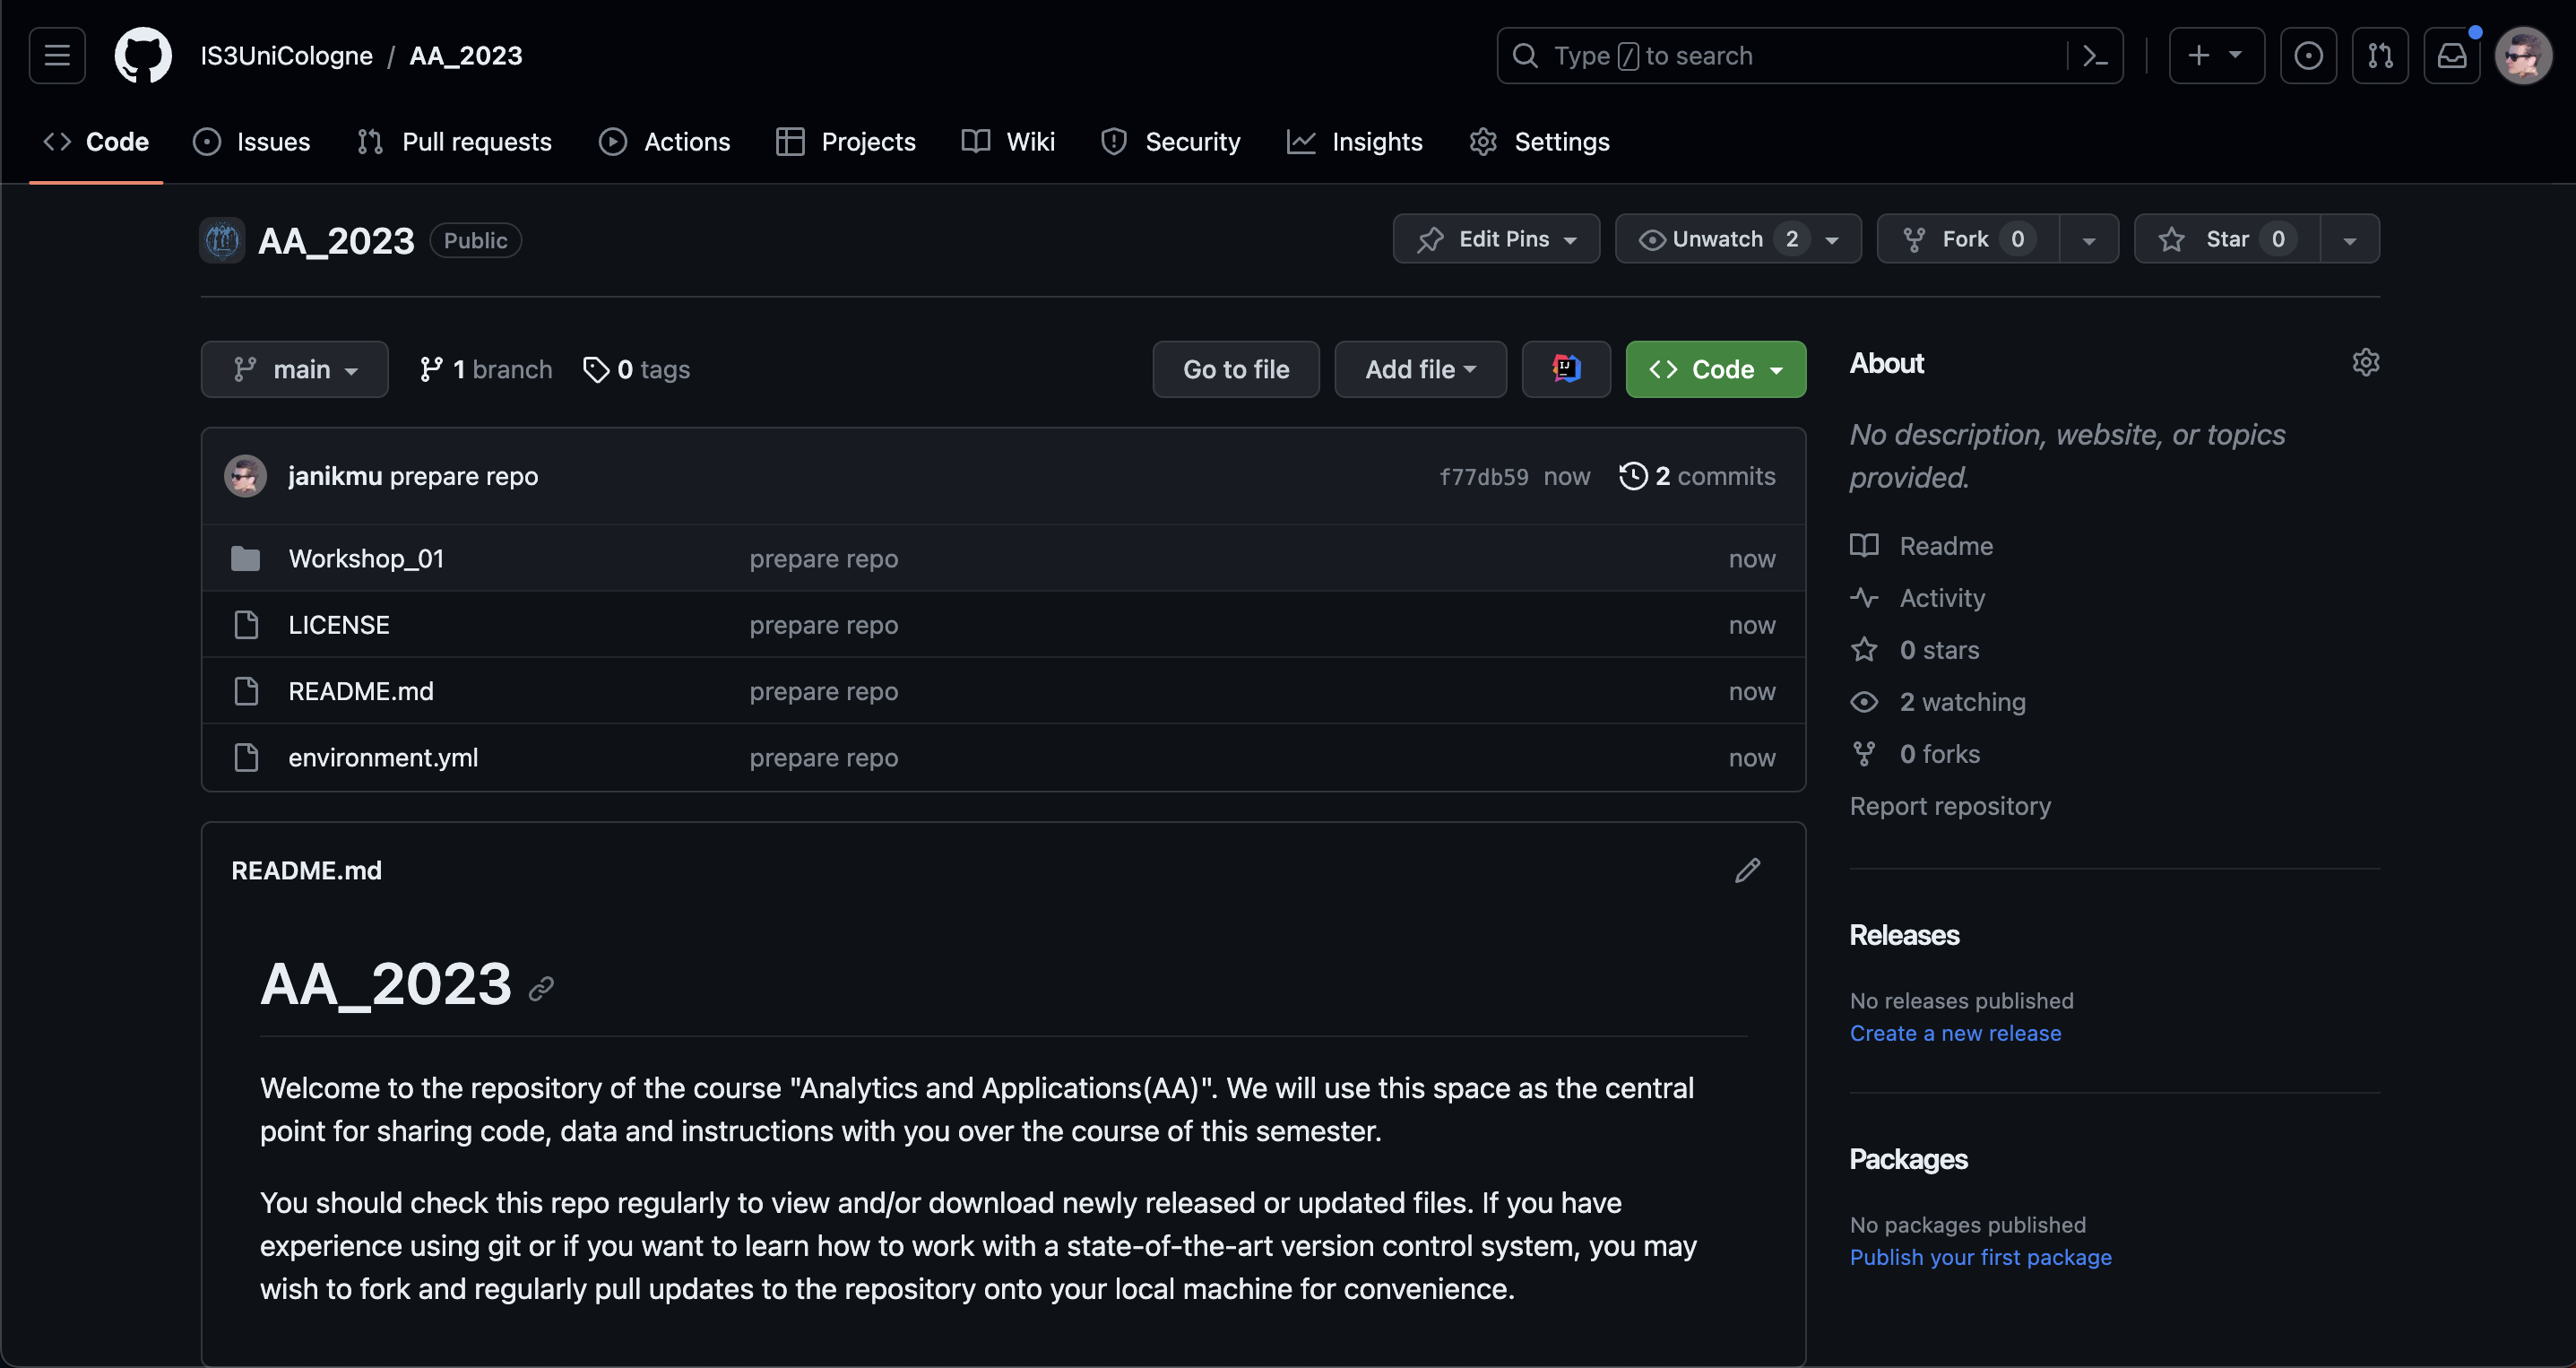 IS3UniCologne / AA_2023
Type / to search
Code Issues Pull requests Actions Projects Wiki Security Insights Settings
AA_2023 Public
Edit Pins Unwatch 2 Fork 0 Star 0
main 1 branch 0 tags Go to file Add file IJ Code
janikmu prepare repo f77db59 now 2 commits
Workshop_01 prepare repo now
LICENSE prepare repo now
README.md prepare repo now
environment.yml prepare repo now
README.md
AA_2023
Welcome to the repository of the course "Analytics and Applications(AA)". We will use this space as the central
point for sharing code, data and instructions with you over the course of this semester.
You should check this repo regularly to view and/or download newly released or updated files. If you have
experience using git or if you want to learn how to work with a state-of-the-art version control system, you may
wish to fork and regularly pull updates to the repository onto your local machine for convenience.
About
No description, website, or topics
provided.
Readme
Activity
0 stars
2 watching
0 forks
Report repository
Releases
No releases published
Create a new release
Packages
No packages published
Publish your first package